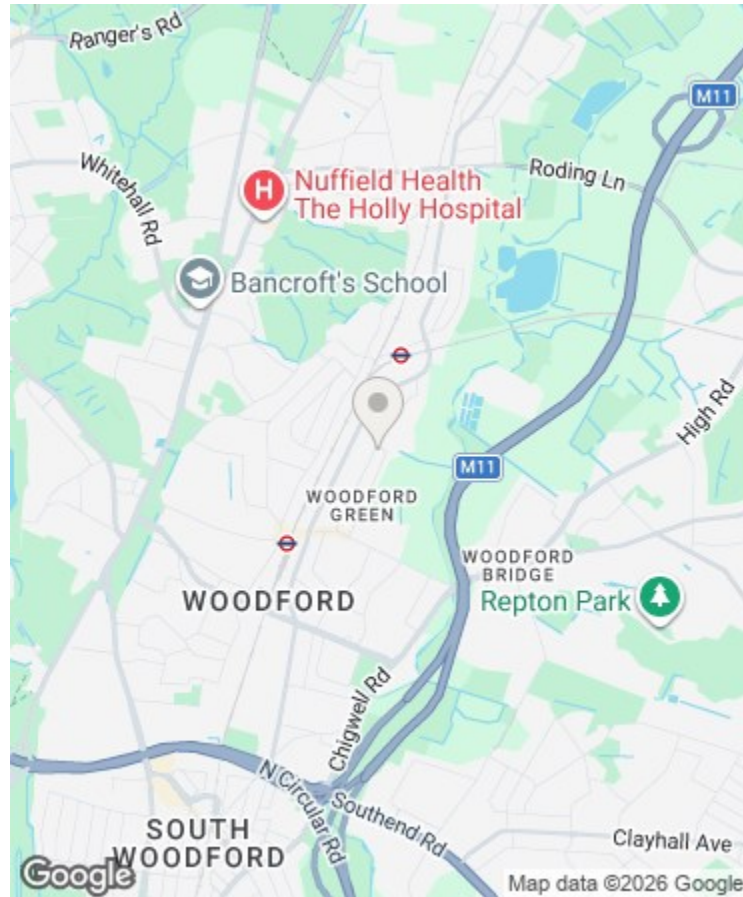 Ranger's Rd
M11
Whitehall Rd
Roding Ln
H
Nuffield Health
The Holly Hospital
Bancroft's School
High Rd
M11
WOODFORD
GREEN
WOODFORD
BRIDGE
WOODFORD
Repton Park
Chigwell Rd
N Circular Rd
Southend Rd
SOUTH
WOODFORD
Clayhall Ave
Google
Map data ©2026 Google